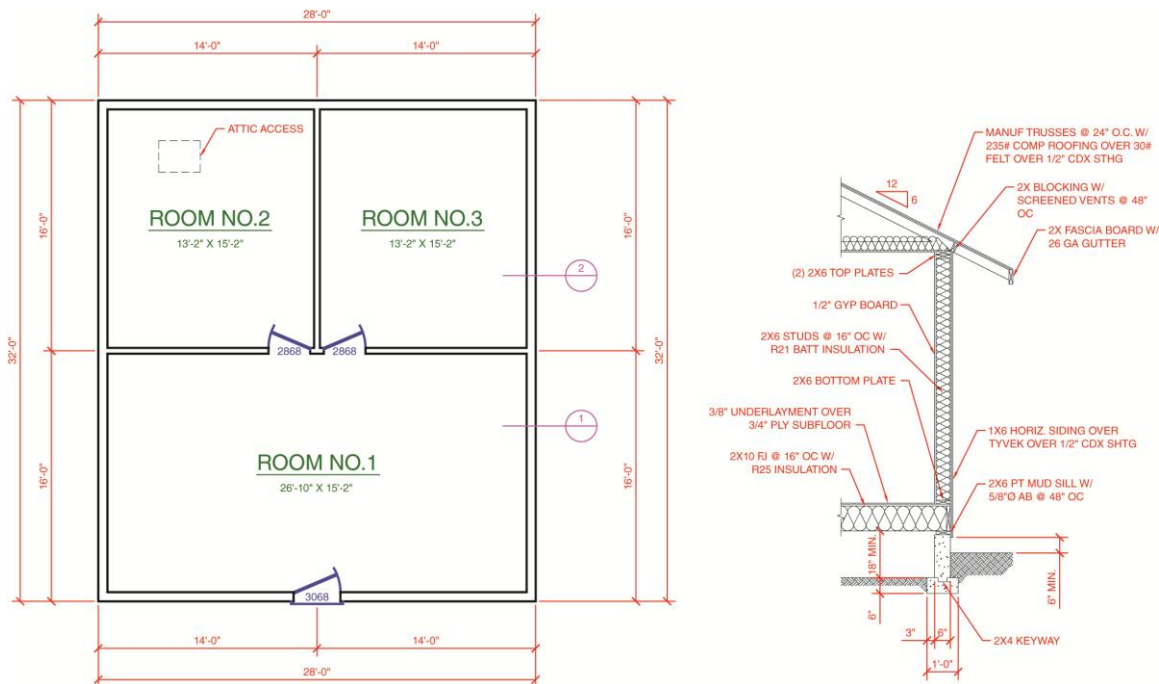 28'-0"
14'-0"
14'-0"
32'-0"
16'-0"
16'-0"
ATTIC ACCESS
ROOM NO.2
13'-2" X 15'-2"
ROOM NO.3
13'-2" X 15'-2"
2
2868
2868
1
ROOM NO.1
26'-10" X 15'-2"
3068
16'-0"
16'-0"
32'-0"
14'-0"
14'-0"
28'-0"
12
6
MANUF TRUSSES @ 24" O.C. W/
235# COMP ROOFING OVER 30#
FELT OVER 1/2" CDX STHG
2X BLOCKING W/
SCREENED VENTS @ 48"
OC
2X FASCIA BOARD W/
26 GA GUTTER
(2) 2X6 TOP PLATES
1/2" GYP BOARD
2X6 STUDS @ 16" OC W/
R21 BATT INSULATION
2X6 BOTTOM PLATE
3/8" UNDERLAYMENT OVER
3/4" PLY SUBFLOOR
2X10 FJ @ 16" OC W/
R25 INSULATION
1X6 HORIZ. SIDING OVER
TYVEK OVER 1/2" CDX SHTG
2X6 PT MUD SILL W/
5/8"Ø AB @ 48" OC
18" MIN.
6"
6" MIN.
3"
6"
1'-0"
2X4 KEYWAY